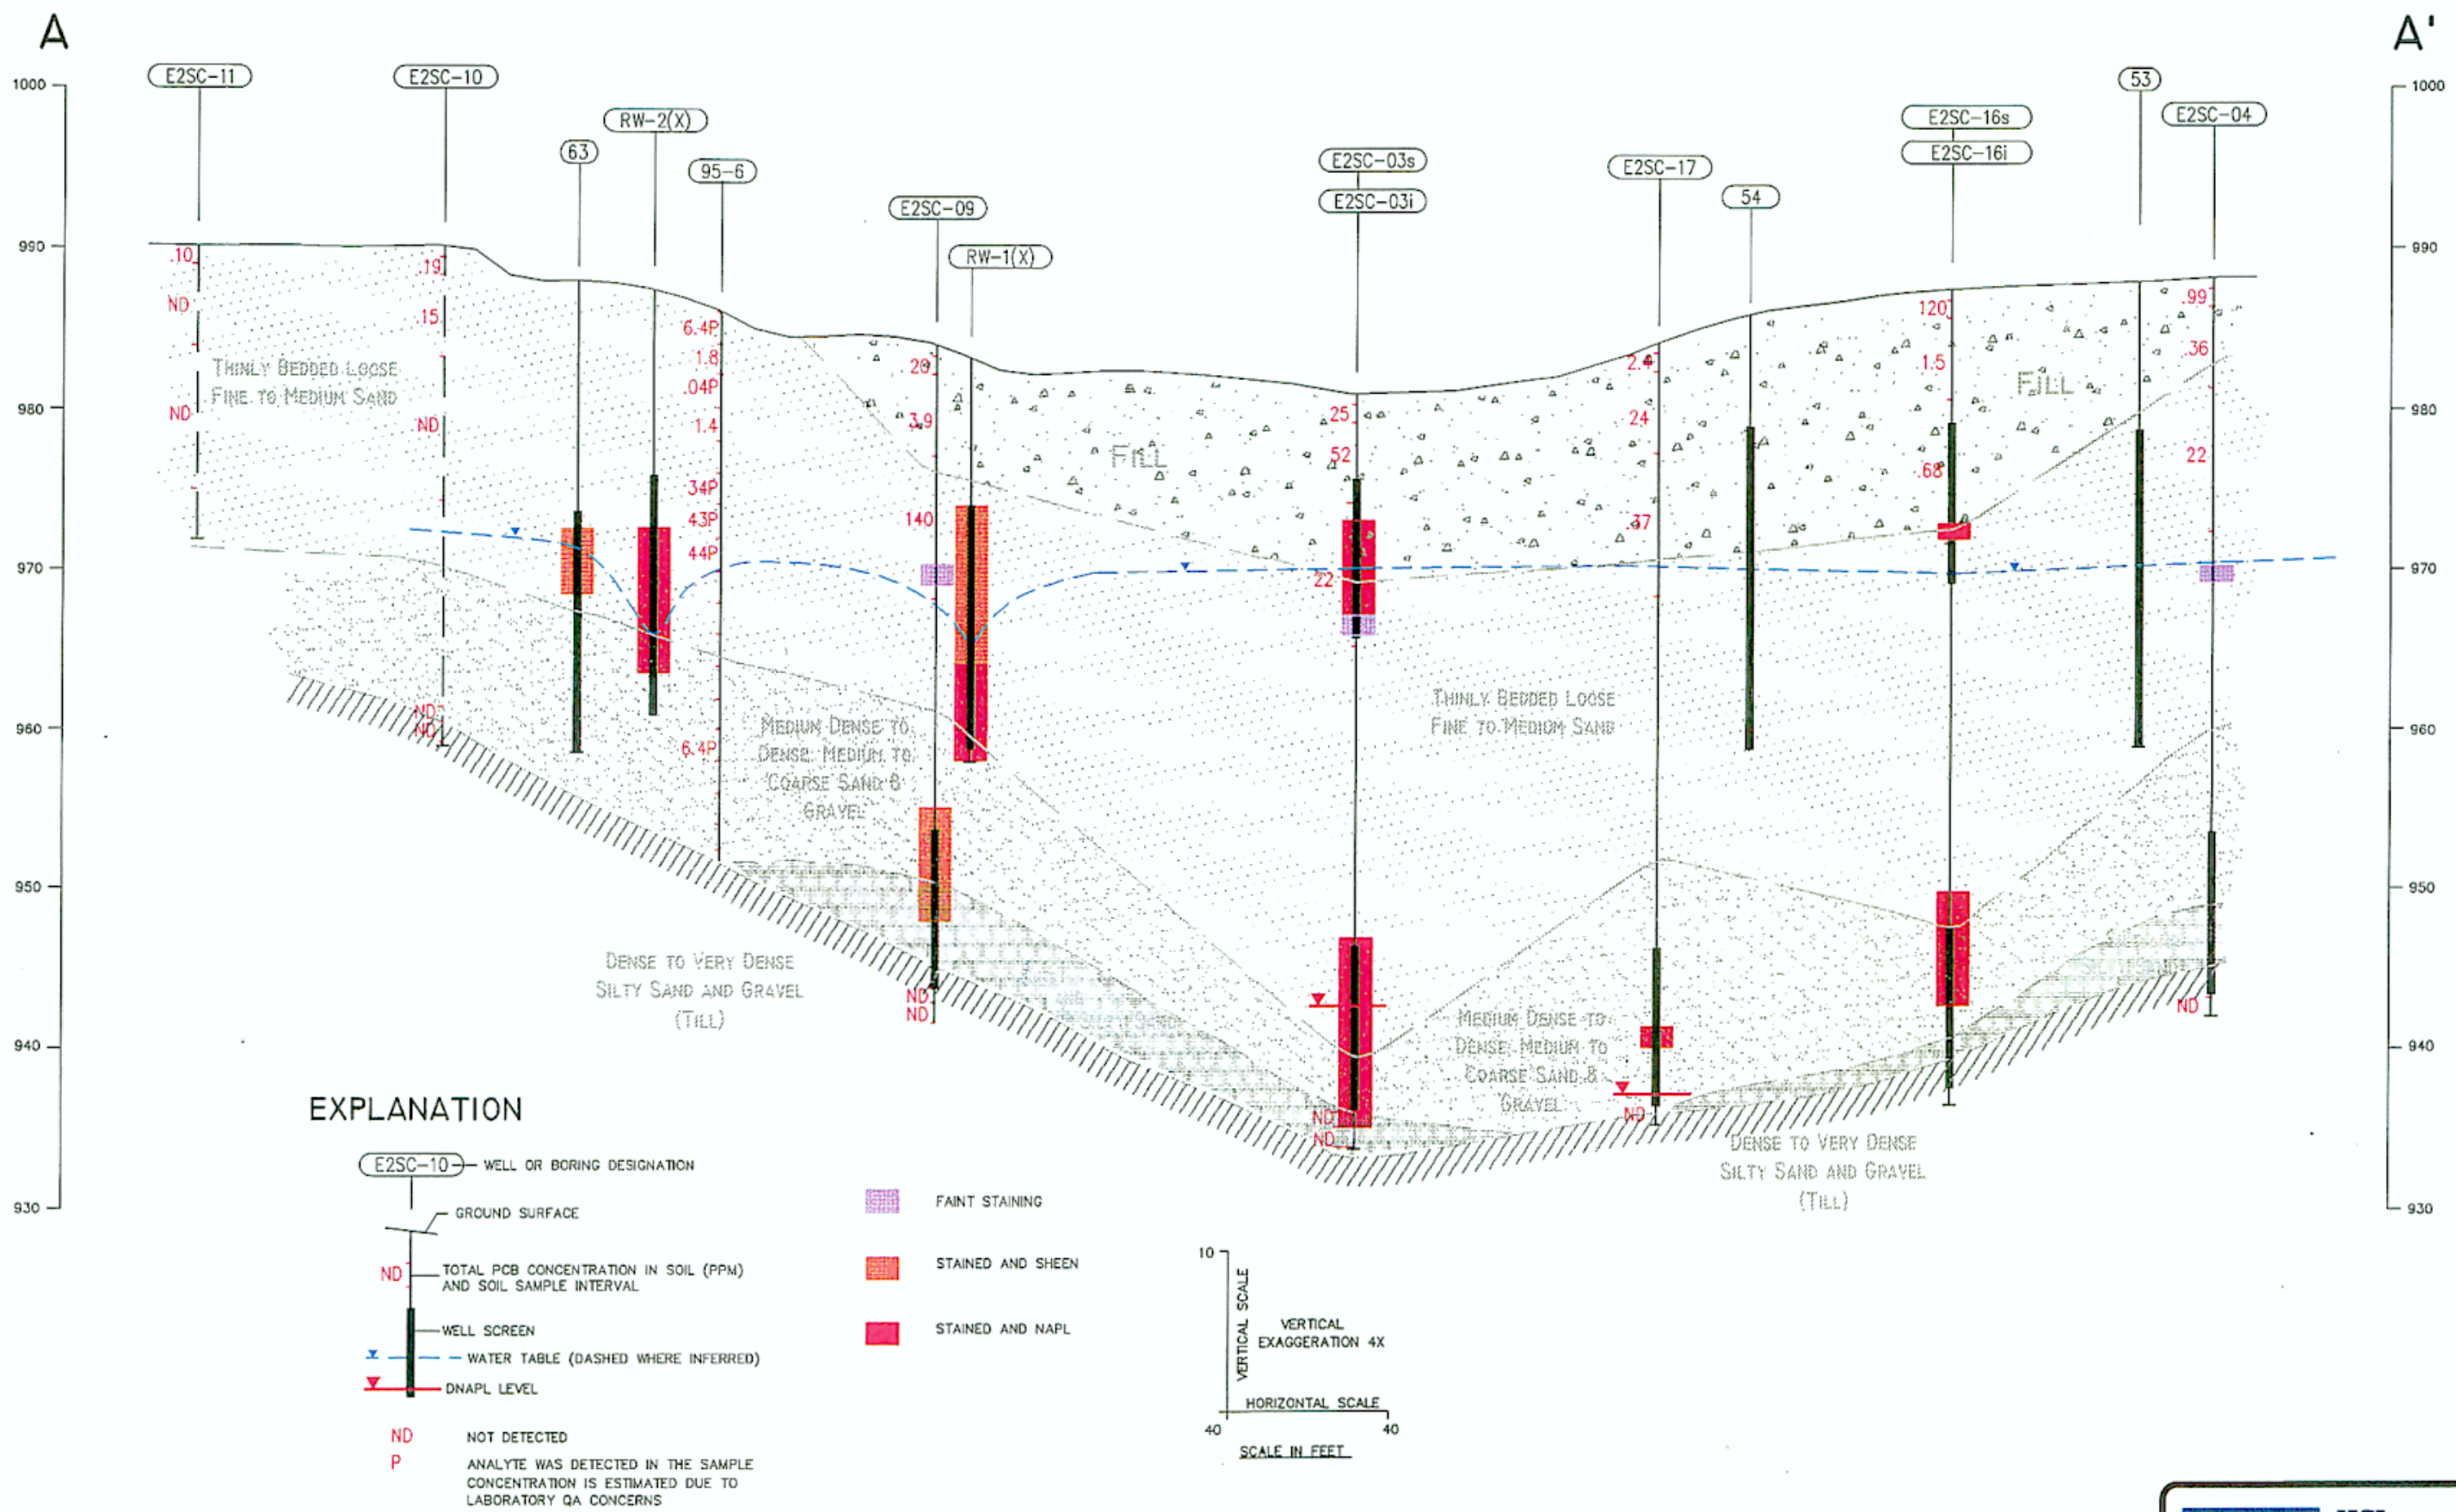 A
A'
1000
990
980
970
960
950
940
930
1000
990
980
970
960
950
940
930
E2SC-11
E2SC-10
63
RW-2(X)
95-6
E2SC-09
RW-1(X)
E2SC-03s
E2SC-03i
E2SC-17
54
E2SC-16s
E2SC-16i
53
E2SC-04
.10
ND
ND
.19
.15
ND
ND
ND
6.4P
1.8
.04P
1.4
34P
43P
44P
6.4P
20
3.9
140
ND
ND
25
52
22
ND
ND
2.4
24
.37
ND
120
1.5
.68
.99
.36
22
ND
THINLY BEDDED LOOSE
FINE TO MEDIUM SAND
FILL
FILL
THINLY BEDDED LOOSE
FINE TO MEDIUM SAND
MEDIUM DENSE TO
DENSE, MEDIUM TO
COARSE SAND &
GRAVEL
MEDIUM DENSE TO
DENSE, MEDIUM TO
COARSE SAND &
GRAVEL
DENSE TO VERY DENSE
SILTY SAND AND GRAVEL
(TILL)
DENSE TO VERY DENSE
SILTY SAND AND GRAVEL
(TILL)
EXPLANATION
E2SC-10 WELL OR BORING DESIGNATION
GROUND SURFACE
ND TOTAL PCB CONCENTRATION IN SOIL (PPM)
AND SOIL SAMPLE INTERVAL
WELL SCREEN
WATER TABLE (DASHED WHERE INFERRED)
DNAPL LEVEL
ND NOT DETECTED
P ANALYTE WAS DETECTED IN THE SAMPLE
CONCENTRATION IS ESTIMATED DUE TO
LABORATORY QA CONCERNS
FAINT STAINING
STAINED AND SHEEN
STAINED AND NAPL
10
VERTICAL SCALE
VERTICAL
EXAGGERATION 4X
HORIZONTAL SCALE
40
40
SCALE IN FEET